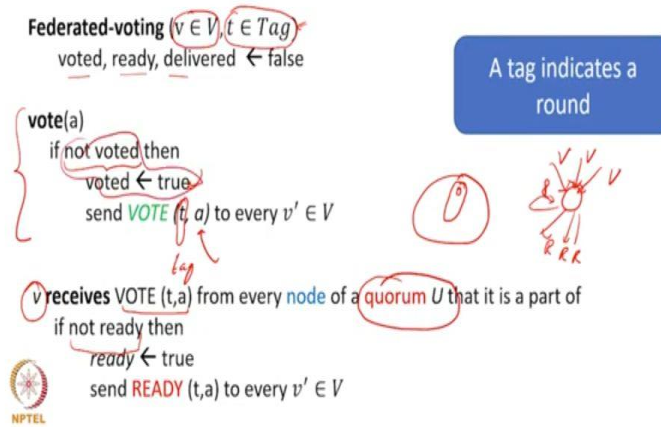 Federated-voting (v ∈ V, t ∈ Tag)
voted, ready, delivered ← false
A tag indicates a
round
vote(a)
if not voted then
voted ← true
send VOTE (t, a) to every v′ ∈ V
tag
V V V
R R R
v receives VOTE (t,a) from every node of a quorum U that it is a part of
if not ready then
ready ← true
send READY (t,a) to every v′ ∈ V
NPTEL